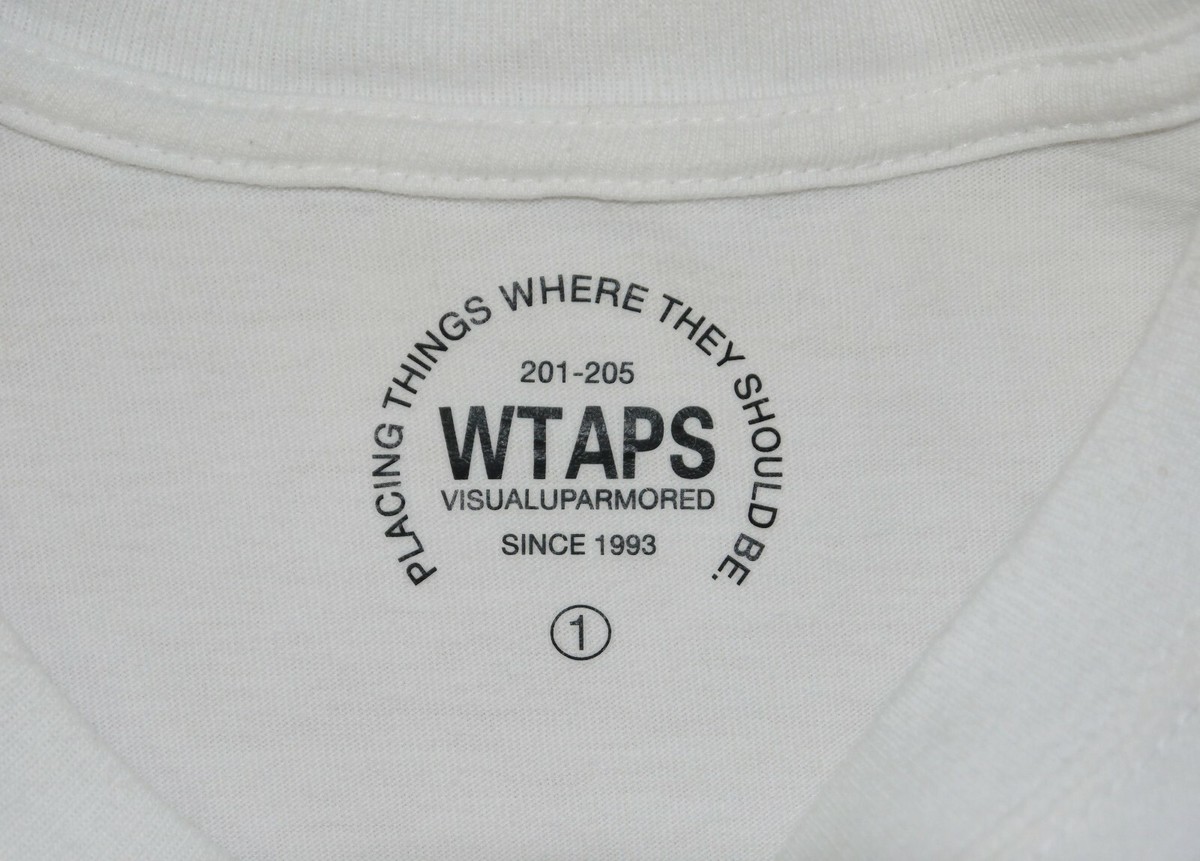 PLACING THINGS WHERE THEY SHOULD BE.
201-205
WTAPS
VISUALUPARMORED
SINCE 1993
1